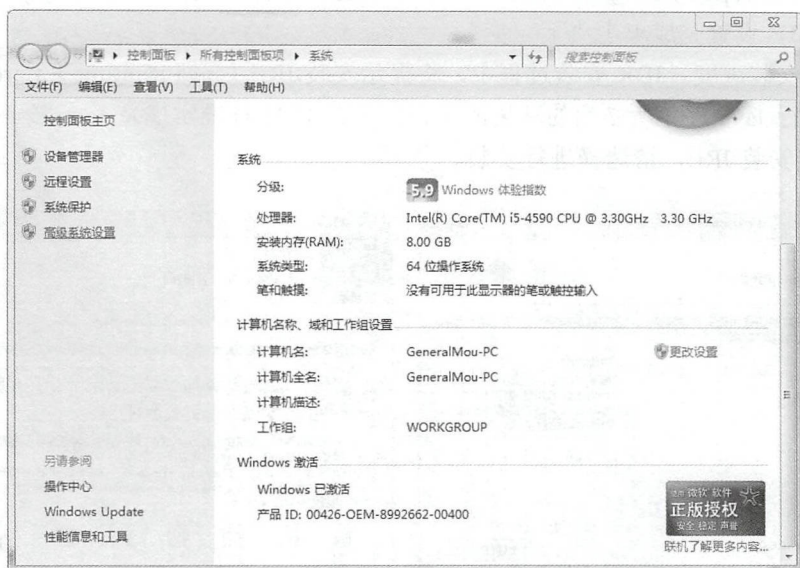 控制面板 ▸ 所有控制面板项 ▸ 系统
搜索控制面板
文件(F) 编辑(E) 查看(V) 工具(T) 帮助(H)
控制面板主页
设备管理器
远程设置
系统保护
高级系统设置
系统
分级: 5.9 Windows 体验指数
处理器: Intel(R) Core(TM) i5-4590 CPU @ 3.30GHz 3.30 GHz
安装内存(RAM): 8.00 GB
系统类型: 64 位操作系统
笔和触摸: 没有可用于此显示器的笔或触控输入
计算机名称、域和工作组设置
计算机名: GeneralMou-PC 更改设置
计算机全名: GeneralMou-PC
计算机描述:
工作组: WORKGROUP
Windows 激活
Windows 已激活
产品 ID: 00426-OEM-8992662-00400
另请参阅
操作中心
Windows Update
性能信息和工具
微软 软件
正版授权
安全 稳定 声誉
联机了解更多内容...